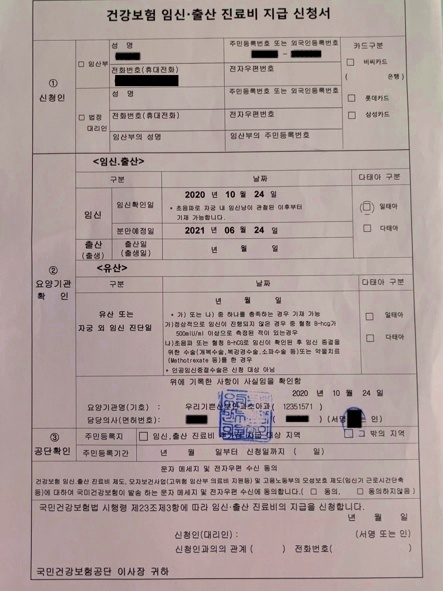 건강보험 임신·출산 진료비 지급 신청서
①
신청인
□ 임산부
성 명
주민등록번호 또는 외국인등록번호
카드구분
전화번호(휴대전화)
전자우편번호
□ 비씨카드
( 은행)
□ 법정
대리인
성 명
주민등록번호 또는 외국인등록번호
□ 롯데카드
전화번호(휴대전화)
전자우편번호
□ 삼성카드
임산부의 성명
임산부의 주민등록번호
②
요양기관
확 인
<임신.출산>
구분
날짜
다태아 구분
임신
임신확인일
2020 년 10 월 24 일
* 초음파로 자궁 내 임신낭이 관찰된 이후부터
기재 가능합니다.
□ 일태아
분만예정일
2021 년 06 월 24 일
□ 다태아
출산
(출생)
출산일
(출생일)
년 월 일
<유산>
구분
날짜
다태아 구분
유산 또는
자궁 외 임신 진단일
년 월 일
* 가) 또는 나) 중 하나를 충족하는 경우 기재 가능
가)정상적으로 임신이 진행되지 않은 경우 중 혈청 B-hcg가
500mIU/ml 이상으로 측정된 적이 있는경우
나)초음파 또는 혈청 B-hCG로 임신이 확인된 후 임신 종결을
위한 수술(개복수술,복강경수술,소파수술 등)또는 약물치료
(Methotrexate 등)를 한 경우
* 인공임신중절수술은 신청 대상 아님
□ 일태아
□ 다태아
위에 기록한 사항이 사실임을 확인함
2020 년 10 월 24 일
요양기관명(기호) : 우리기쁜 (12351571)
담당의사(면허번호) : ( ) (서명 인)
③
공단확인
주민등록지
□ 임신.출산 진료비 지급 대상 지역
□ 그 밖의 지역
주민등록기간
년 월 일부터 신청일까지 ( 일)
문자 메세지 및 전자우편 수신 동의
건강보험 임신.출산 진료비 제도, 모자보건사업(고위험 임산부 의료비 지원등) 및 고용노동부의 모성보호 제도(임신기 근로시간단축
등)에 대하여 국민건강보험이 발송 하는 문자 메세지 및 전자우편 수신에 동의합니다.(□ 동의, □ 동의하지않음)
국민건강보험법 시행령 제23조제3항에 따라 임신·출산 진료비의 지급을 신청합니다.
년 월 일
신청인(대리인) : (서명 또는 인)
신청인과의의 관계 ( ) 전화번호( )
국민건강보험공단 이사장 귀하